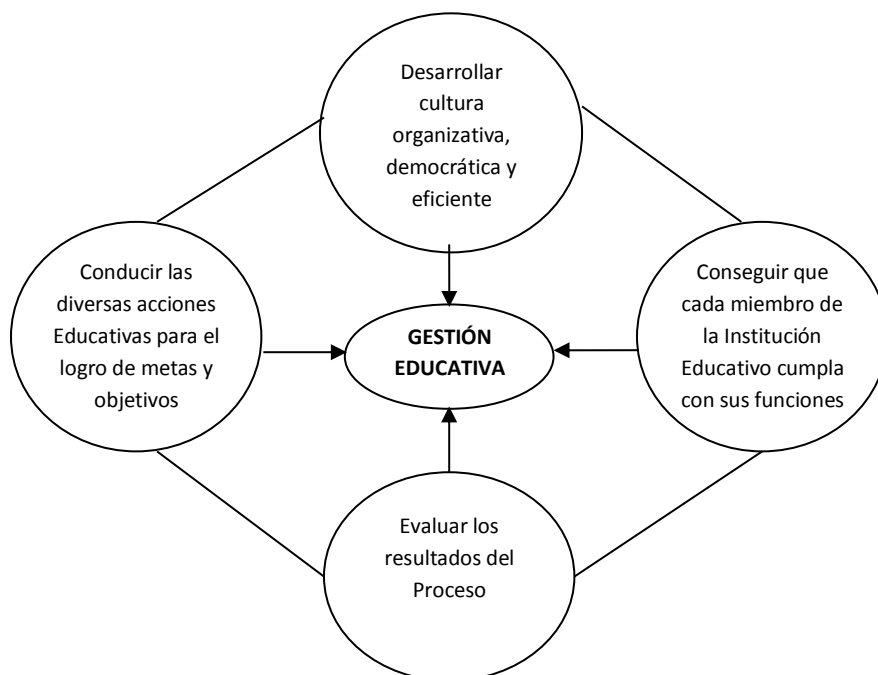 Desarrollar
cultura
organizativa,
democrática y
eficiente
Conducir las
diversas acciones
Educativas para el
logro de metas y
objetivos
GESTIÓN
EDUCATIVA
Conseguir que
cada miembro de
la Institución
Educativo cumpla
con sus funciones
Evaluar los
resultados del
Proceso